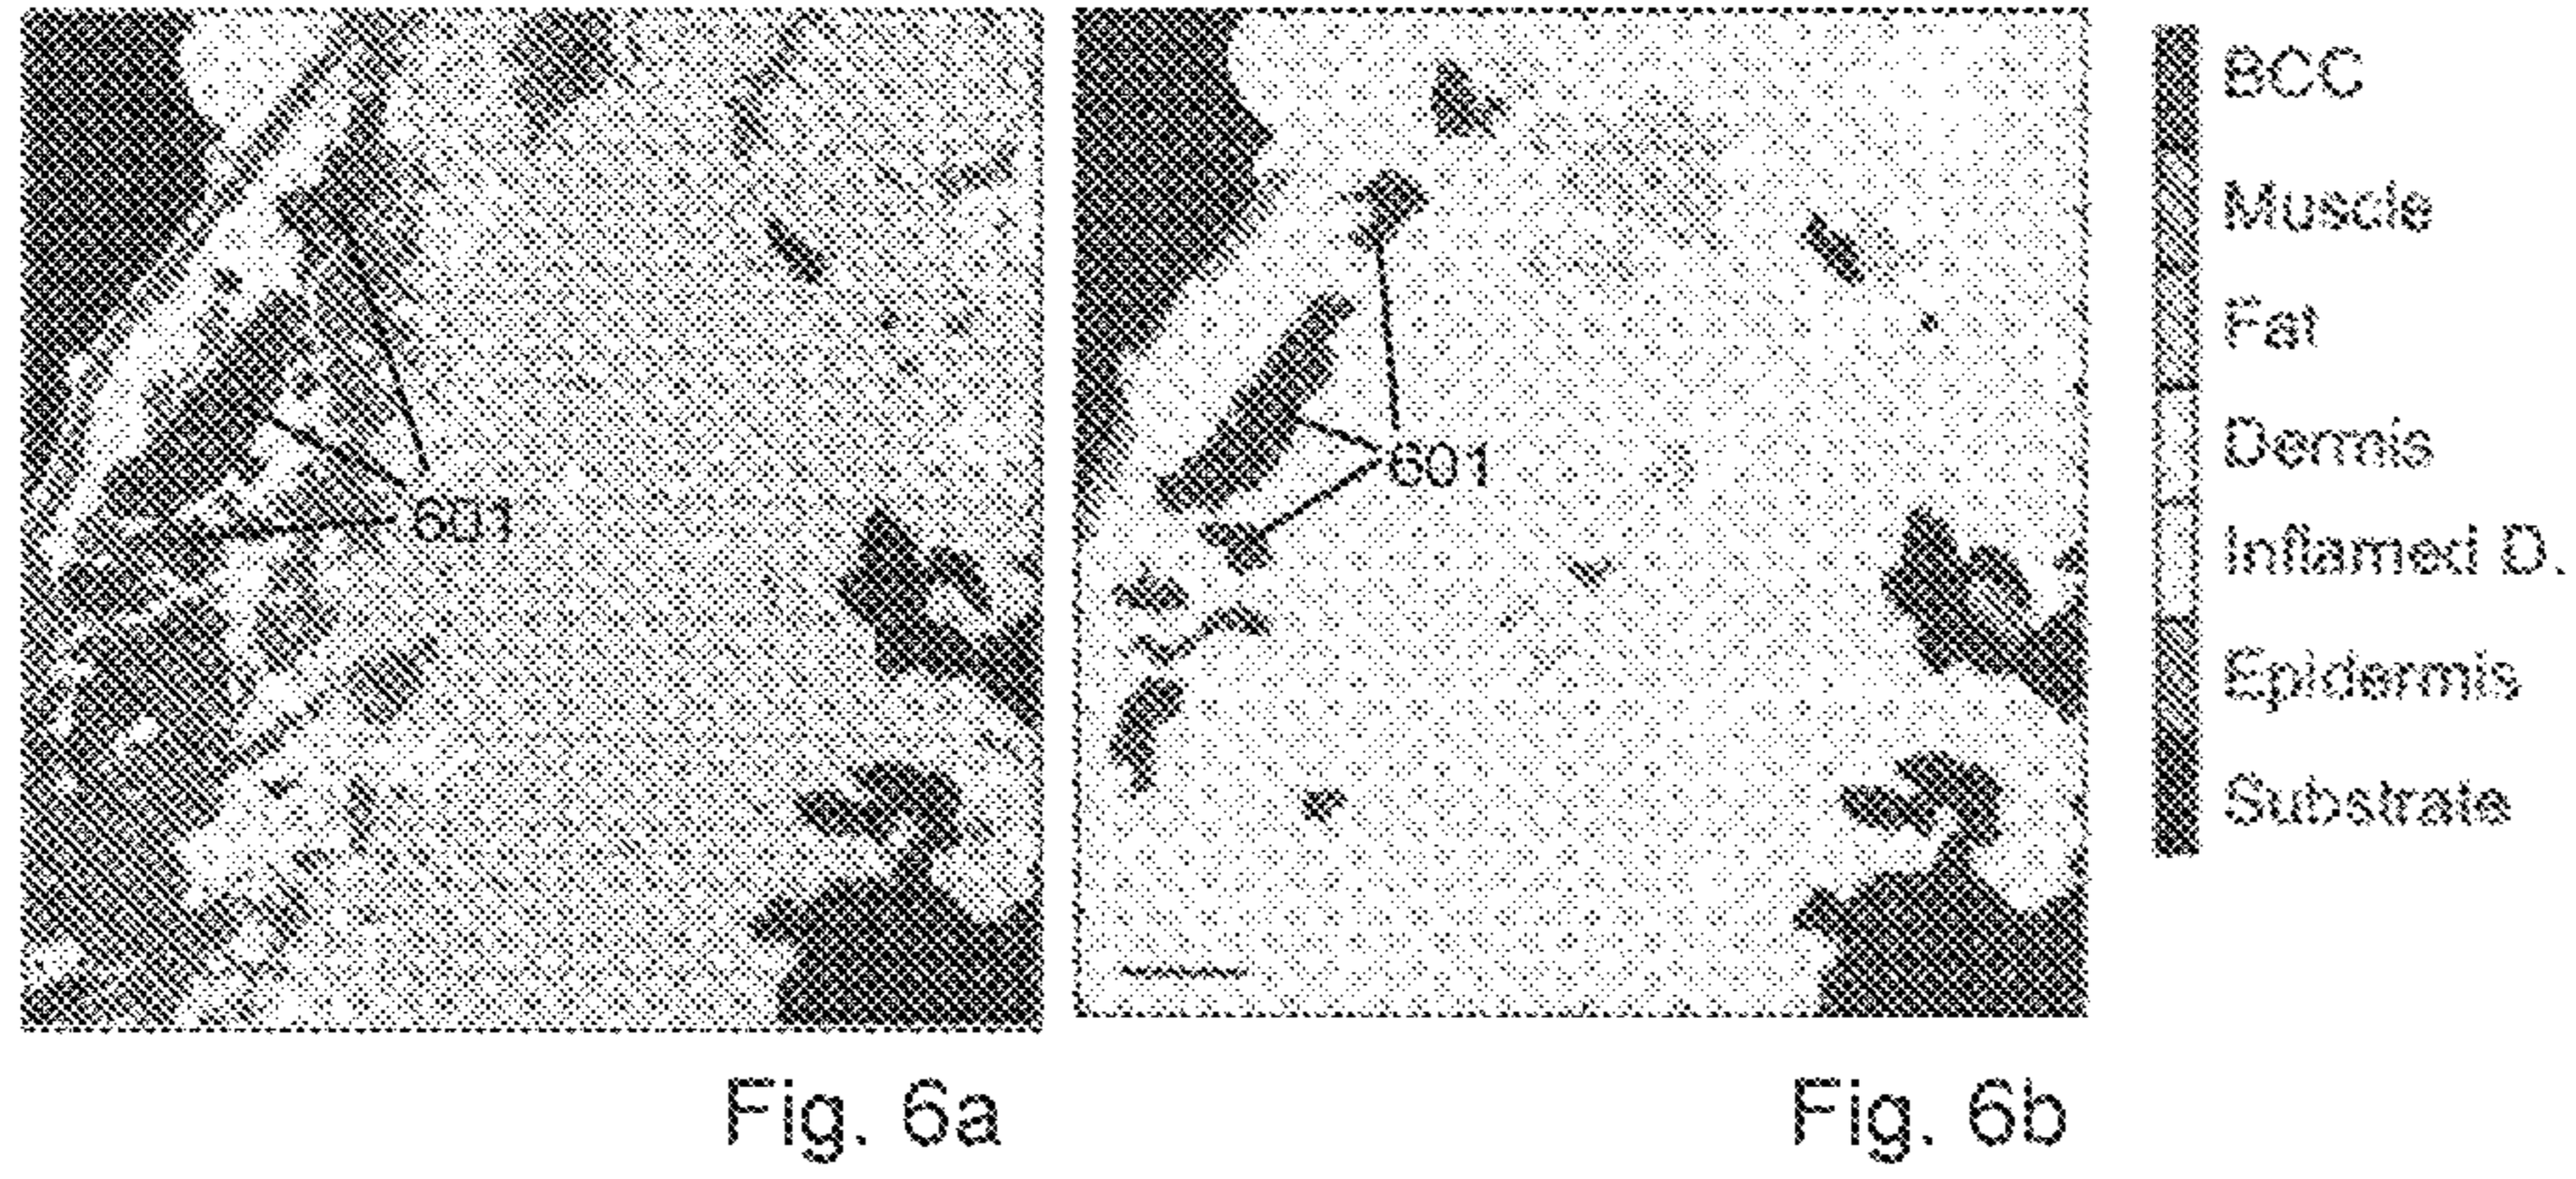 601
601
BCC
Muscle
Fat
Dermis
Inflamed D.
Epidermis
Substrate
Fig. 6a
Fig. 6b